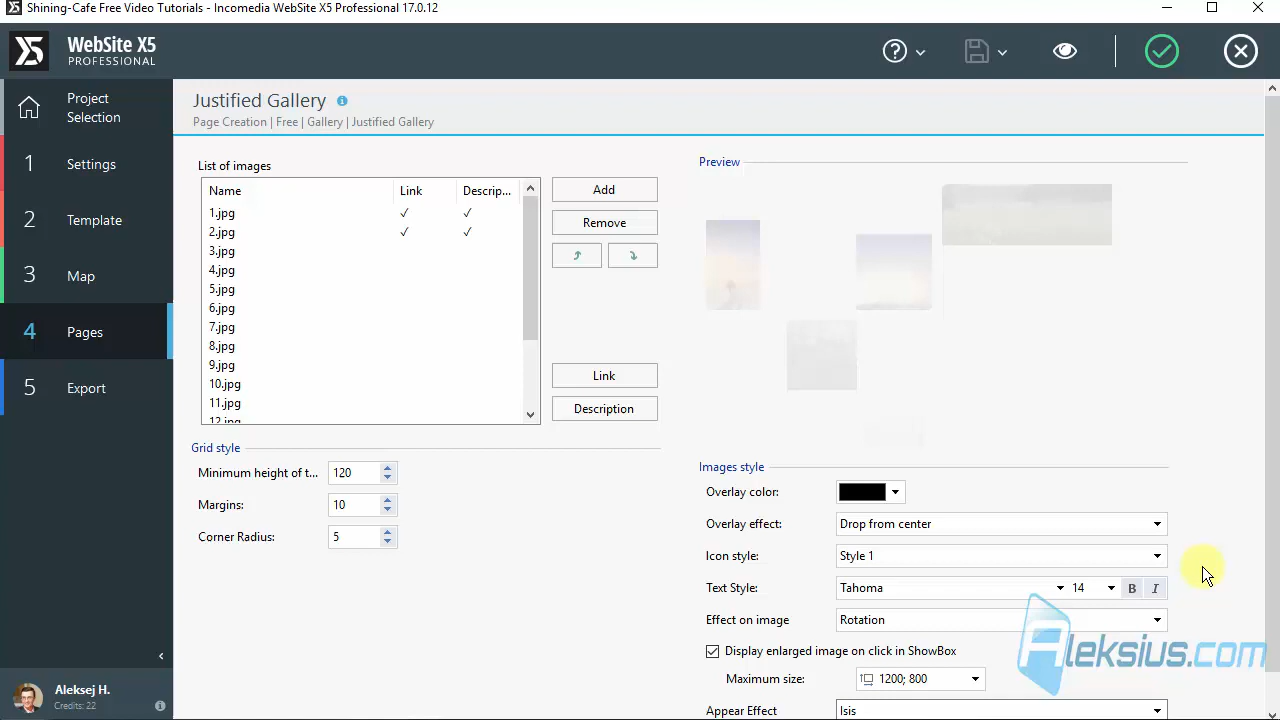 Shining-Cafe Free Video Tutorials - Incomedia WebSite X5 Professional 17.0.12
WebSite X5
PROFESSIONAL
Project
Selection
1 Settings
2 Template
3 Map
4 Pages
5 Export
Aleksej H.
Credits: 22
Justified Gallery
Page Creation | Free | Gallery | Justified Gallery
List of images
Name Link Descrip...
1.jpg ✓ ✓
2.jpg ✓ ✓
3.jpg
4.jpg
5.jpg
6.jpg
7.jpg
8.jpg
9.jpg
10.jpg
11.jpg
12.jpg
Add
Remove
Link
Description
Grid style
Minimum height of t... 120
Margins: 10
Corner Radius: 5
Preview
Images style
Overlay color:
Overlay effect: Drop from center
Icon style: Style 1
Text Style: Tahoma 14 B I
Effect on image Rotation
Display enlarged image on click in ShowBox
Maximum size: 1200; 800
Appear Effect Isis
Aleksius.com